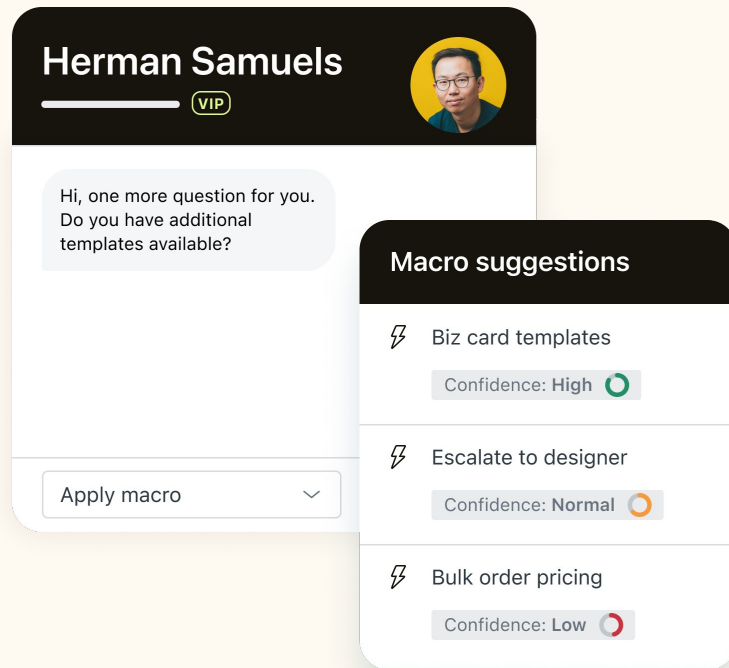 Herman Samuels
VIP
Hi, one more question for you.
Do you have additional
templates available?
Apply macro
Macro suggestions
Biz card templates
Confidence: High
Escalate to designer
Confidence: Normal
Bulk order pricing
Confidence: Low